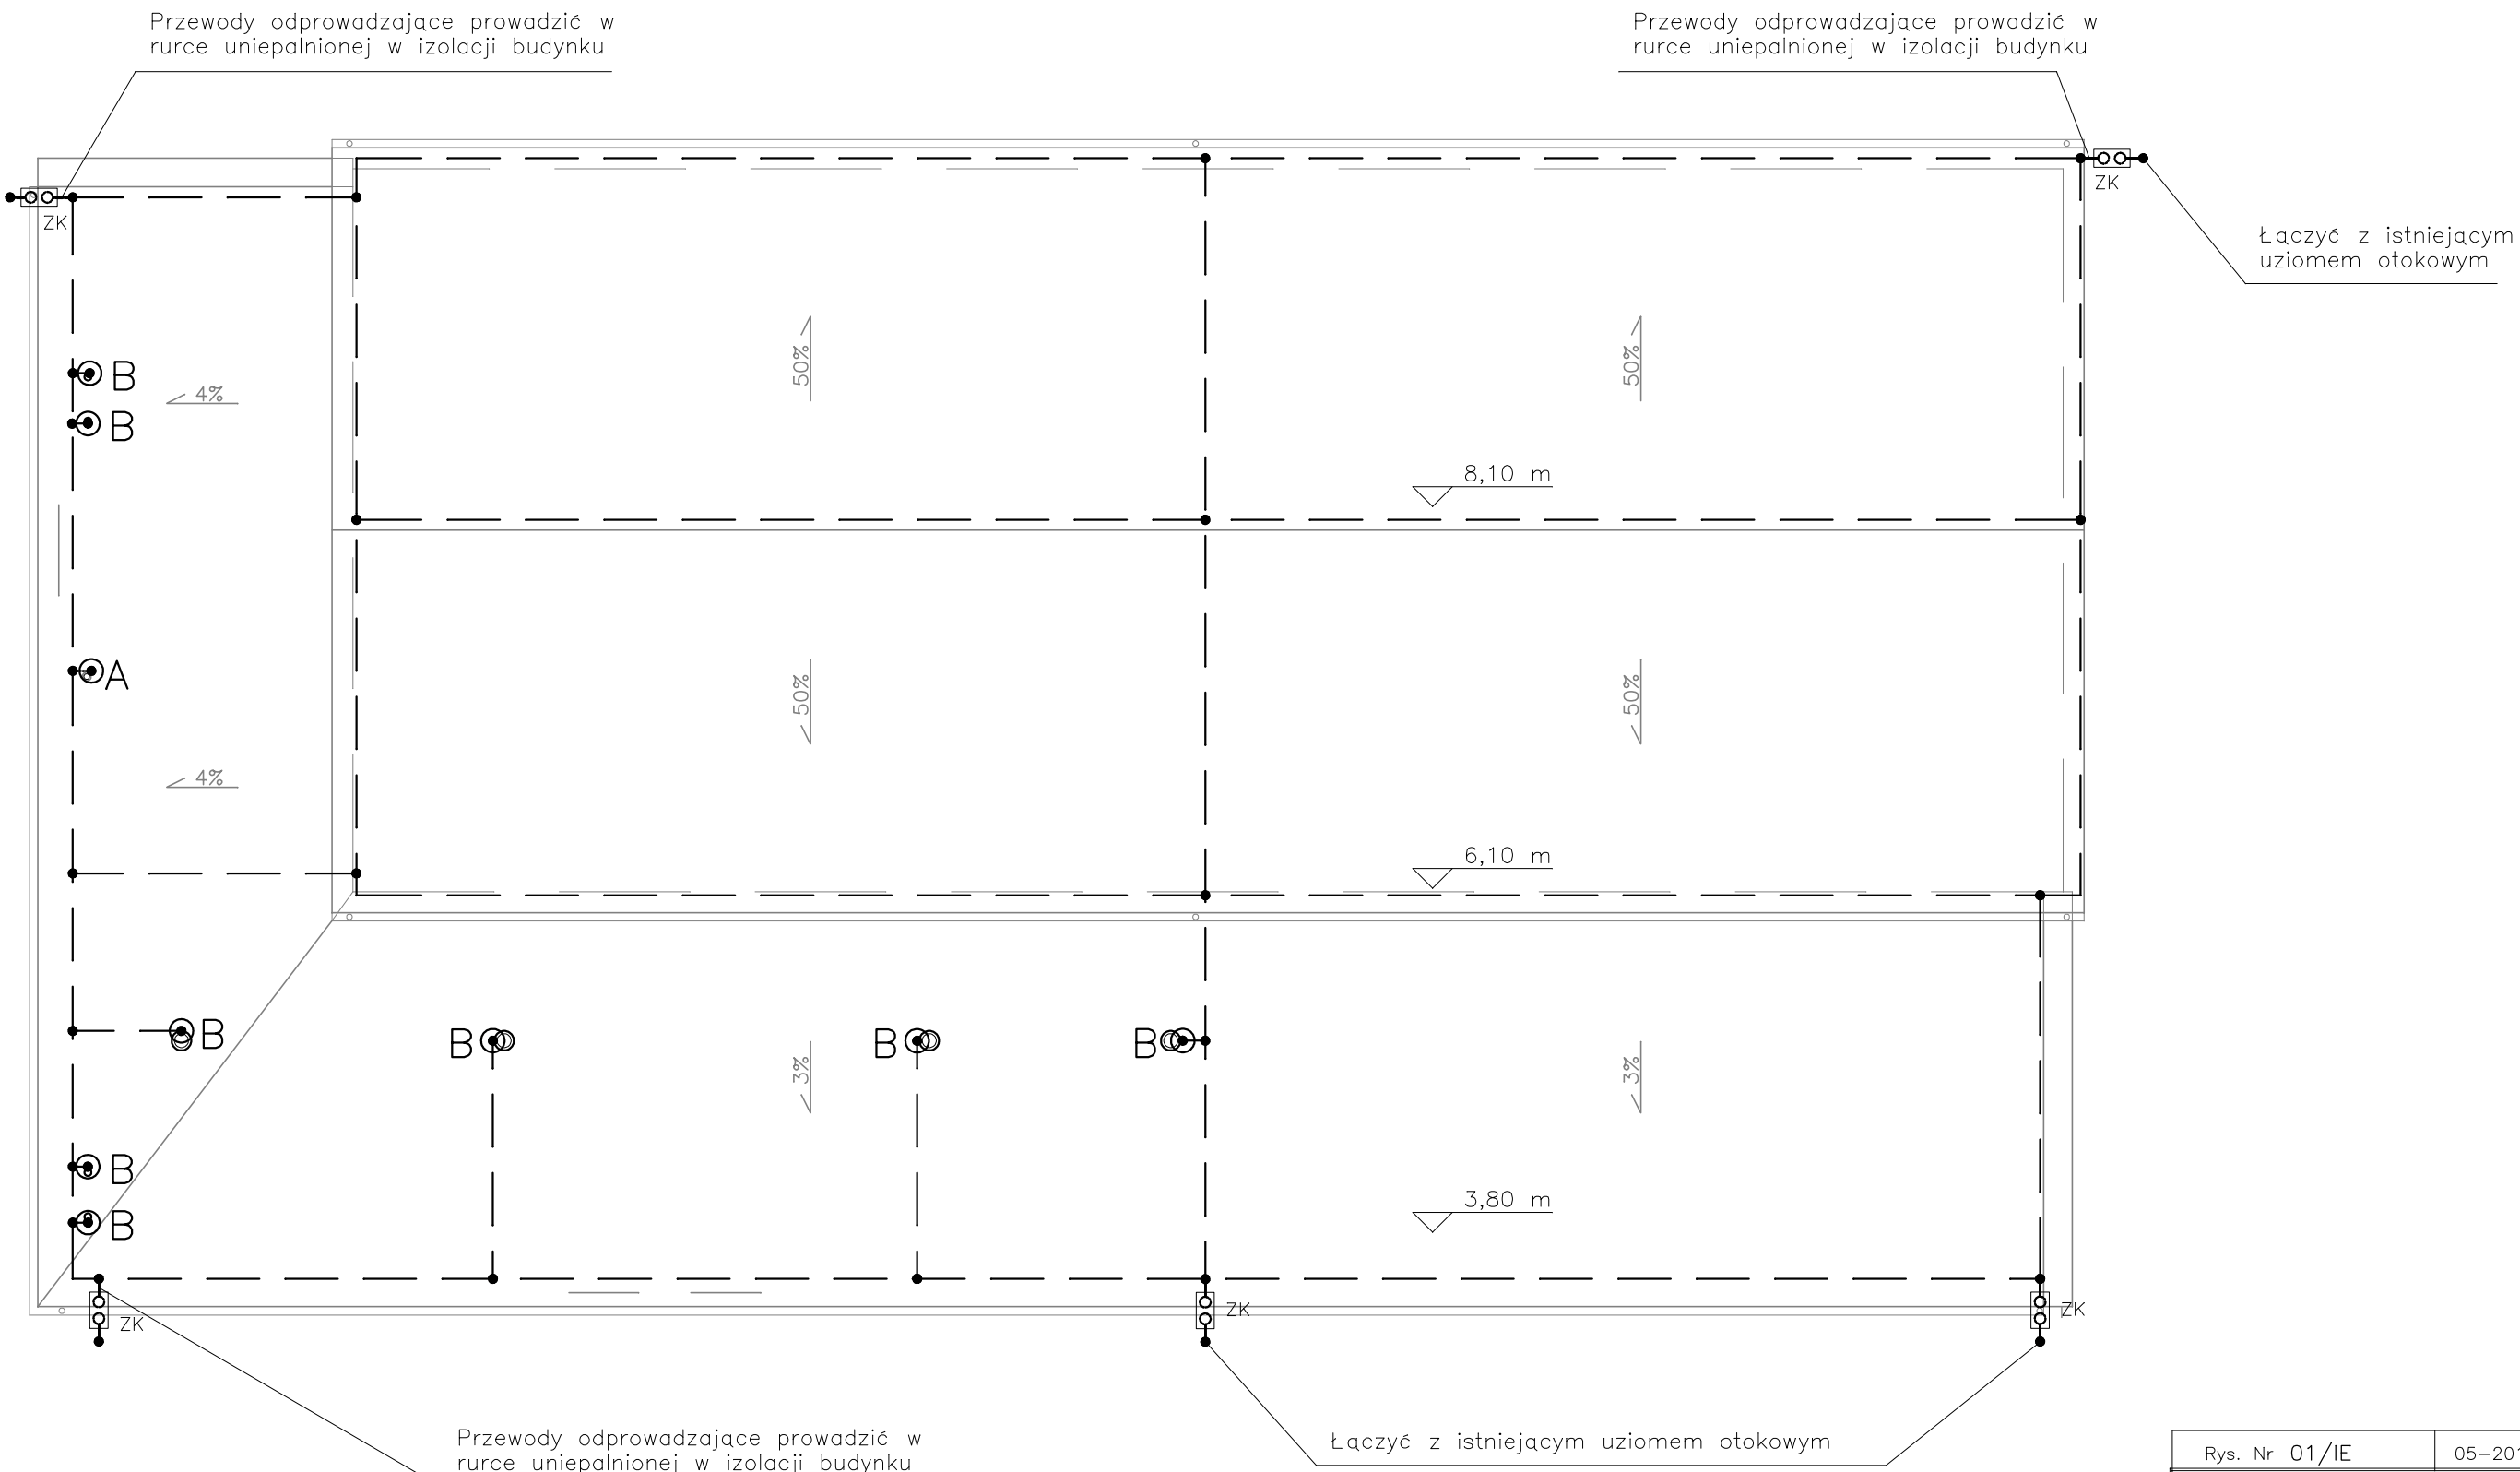 Przewody odprowadzające prowadzić w
rurce uniepalnionej w izolacji budynku
Przewody odprowadzające prowadzić w
rurce uniepalnionej w izolacji budynku
ZK
ZK
Łączyć z istniejącym
uziomem otokowym
B
4%
B
50%
50%
8,10 m
A
50%
50%
4%
6,10 m
B
B
B
B
3%
3%
B
3,80 m
B
ZK
ZK
ZK
Przewody odprowadzające prowadzić w
rurce uniepalnionej w izolacji budynku
Łączyć z istniejącym uziomem otokowym
Rys. Nr 01/IE